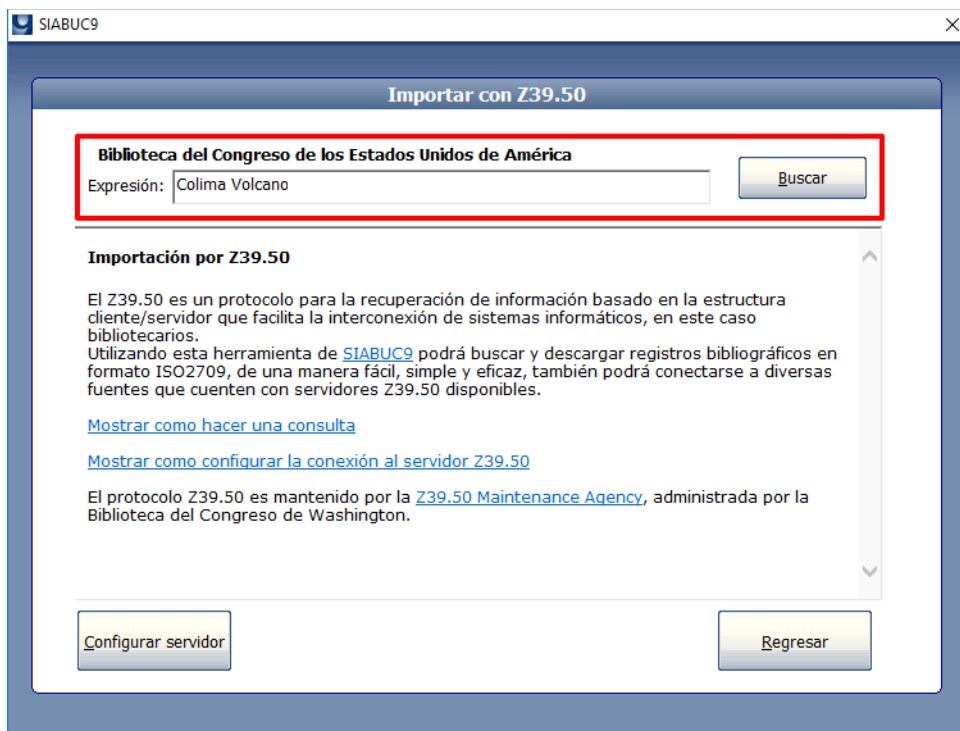 SIABUC9
Importar con Z39.50
Biblioteca del Congreso de los Estados Unidos de América
Expresión: Colima Volcano
Buscar
Importación por Z39.50
El Z39.50 es un protocolo para la recuperación de información basado en la estructura
cliente/servidor que facilita la interconexión de sistemas informáticos, en este caso
bibliotecarios.
Utilizando esta herramienta de SIABUC9 podrá buscar y descargar registros bibliográficos en
formato ISO2709, de una manera fácil, simple y eficaz, también podrá conectarse a diversas
fuentes que cuenten con servidores Z39.50 disponibles.
Mostrar como hacer una consulta
Mostrar como configurar la conexión al servidor Z39.50
El protocolo Z39.50 es mantenido por la Z39.50 Maintenance Agency, administrada por la
Biblioteca del Congreso de Washington.
Configurar servidor
Regresar